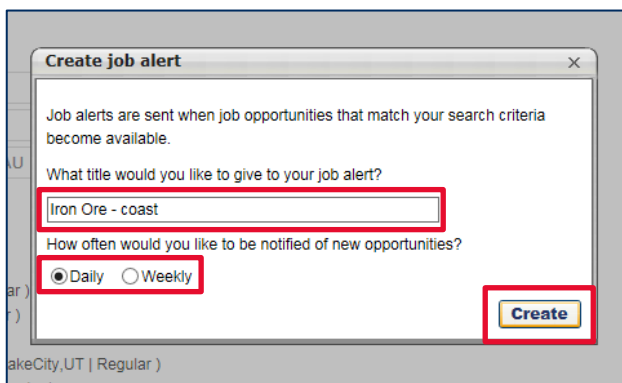 Create job alert
Job alerts are sent when job opportunities that match your search criteria
become available.
AU
What title would you like to give to your job alert?
Iron Ore - coast
How often would you like to be notified of new opportunities?
Daily Weekly
ar )
r )
Create
akeCity,UT | Regular )